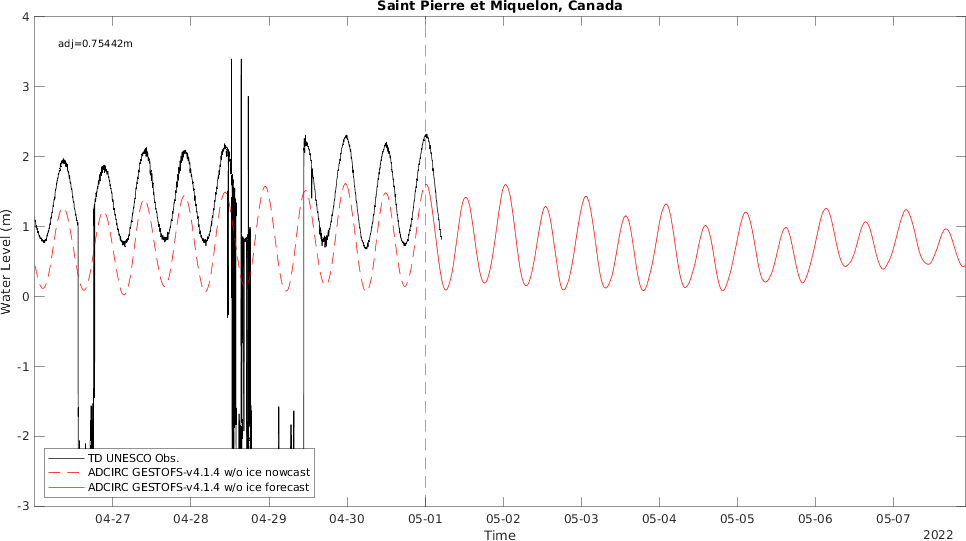 Saint Pierre et Miquelon, Canada
adj=0.75442m
Water Level (m)
4
3
2
1
0
-1
-2
-3
TD UNESCO Obs.
ADCIRC GESTOFS-v4.1.4 w/o ice nowcast
ADCIRC GESTOFS-v4.1.4 w/o ice forecast
04-27 04-28 04-29 04-30 05-01 05-02 05-03 05-04 05-05 05-06 05-07
Time
2022